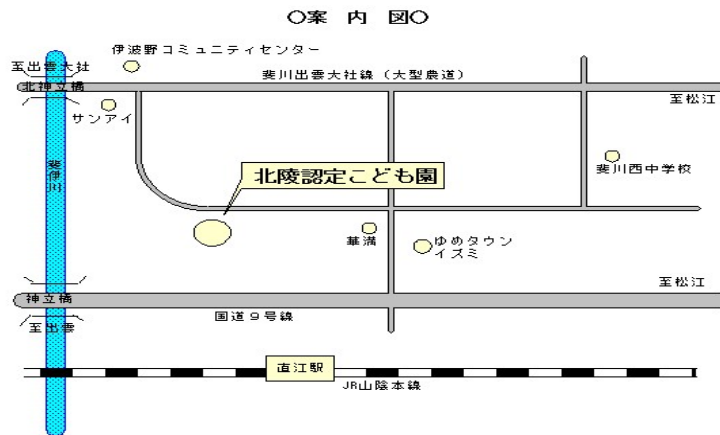 ○案 内 図○
伊波野コミュニティセンター
至出雲大社
斐川出雲大社線（大型農道）
北神立橋
至松江
サンアイ
斐伊川
斐川西中学校
北陵認定こども園
華満
ゆめタウン
イズミ
至松江
神立橋
国道９号線
至出雲
直江駅
JR山陰本線